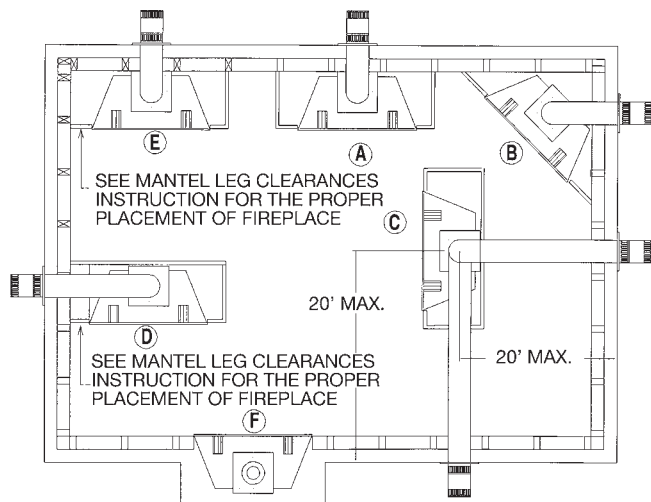 E
A
B
SEE MANTEL LEG CLEARANCES
INSTRUCTION FOR THE PROPER
PLACEMENT OF FIREPLACE
C
20' MAX.
20' MAX.
D
SEE MANTEL LEG CLEARANCES
INSTRUCTION FOR THE PROPER
PLACEMENT OF FIREPLACE
F